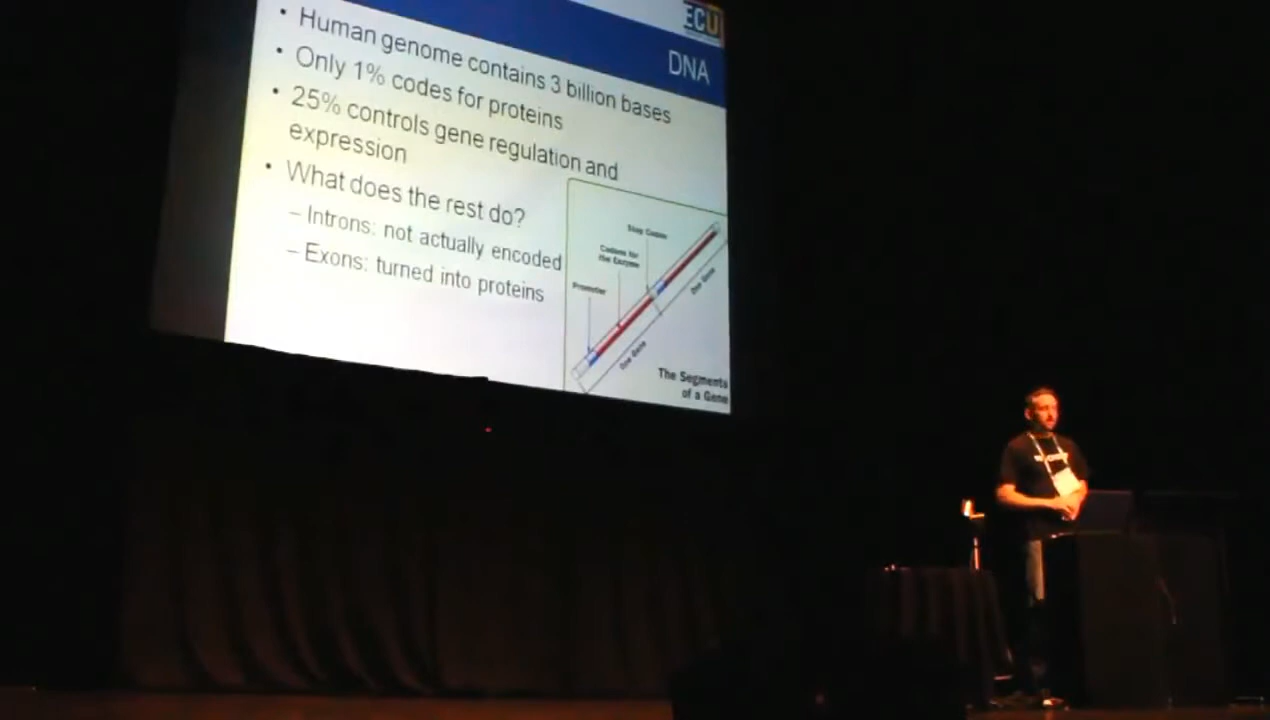 ECU
DNA
• Human genome contains 3 billion bases
• Only 1% codes for proteins
• 25% controls gene regulation and
expression
• What does the rest do?
– Introns: not actually encoded
– Exons: turned into proteins
Stop Codon
Codons for
the Enzyme
Promoter
One Gene
One Gene
The Segments
of a Gene